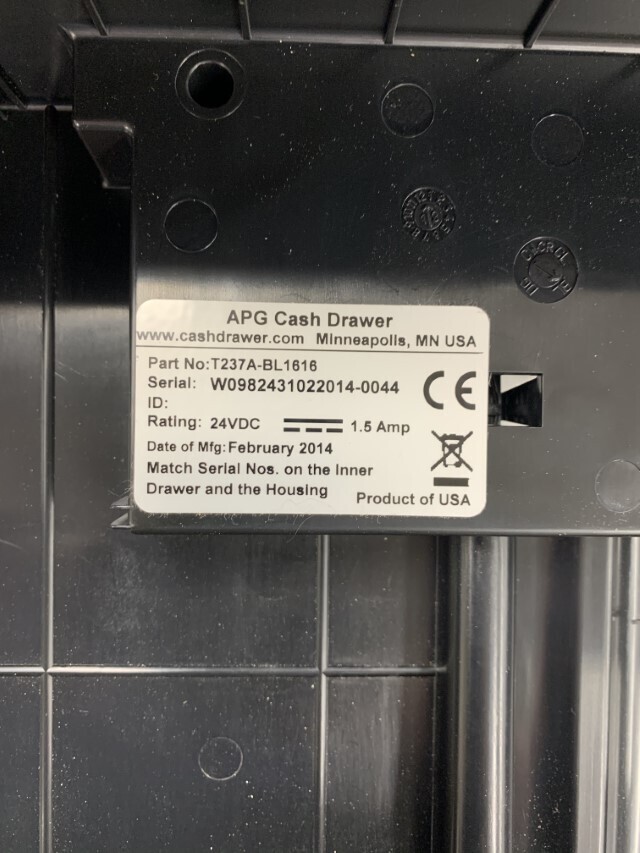 APG Cash Drawer
www.cashdrawer.com Minneapolis, MN USA
Part No:T237A-BL1616
Serial: W0982431022014-0044
ID:
Rating: 24VDC 1.5 Amp
Date of Mfg: February 2014
Match Serial Nos. on the Inner
Drawer and the Housing
Product of USA
CE